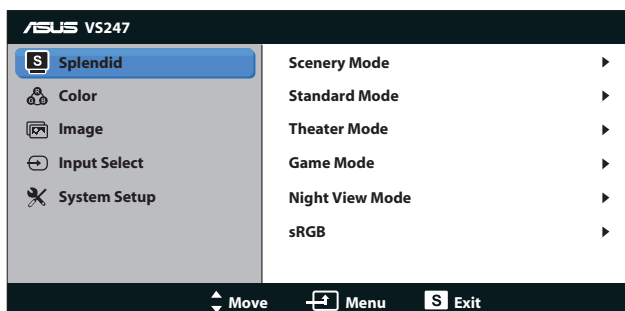 ASUS VS247
S Splendid
Color
Image
Input Select
System Setup
Scenery Mode
Standard Mode
Theater Mode
Game Mode
Night View Mode
sRGB
Move Menu S Exit